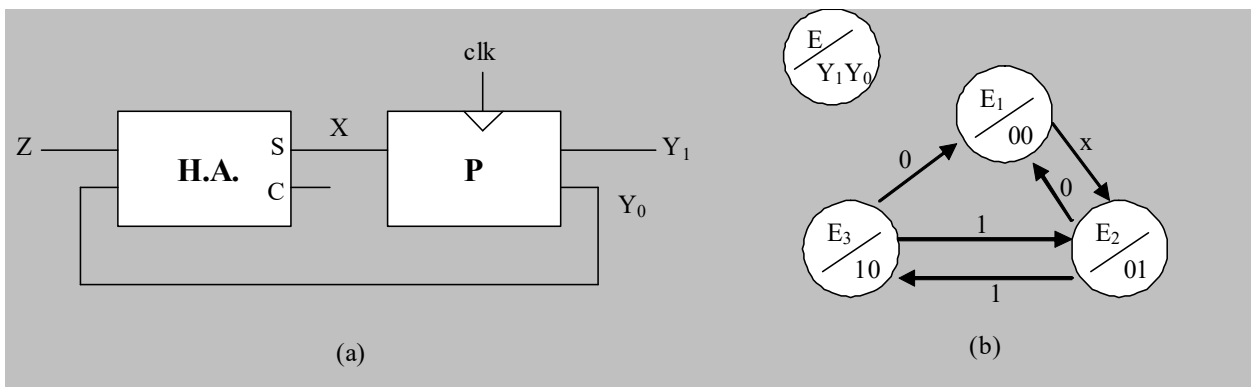 clk
Z
H.A.
S
C
X
P
Y₁
Y₀
(a)
E
Y₁Y₀
E₁
00
x
0
0
E₃
10
1
1
E₂
01
(b)